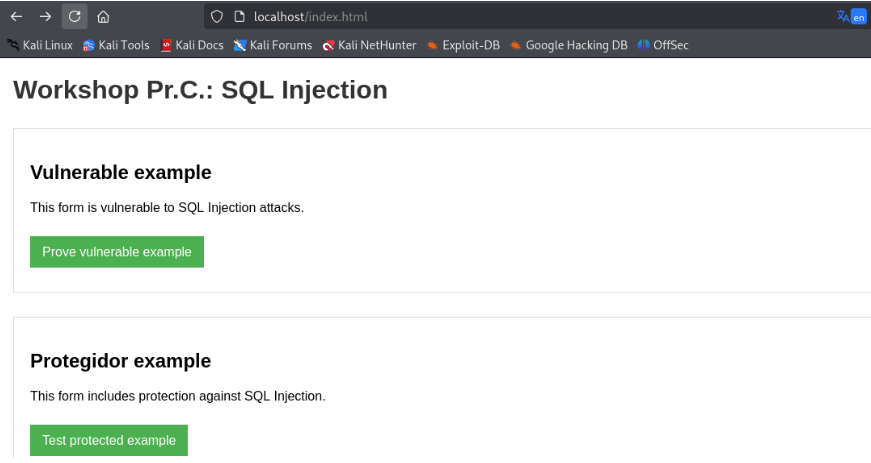 localhost/index.html
en
Kali Linux Kali Tools Kali Docs Kali Forums Kali NetHunter Exploit-DB Google Hacking DB OffSec
Workshop Pr.C.: SQL Injection
Vulnerable example
This form is vulnerable to SQL Injection attacks.
Prove vulnerable example
Protegidor example
This form includes protection against SQL Injection.
Test protected example